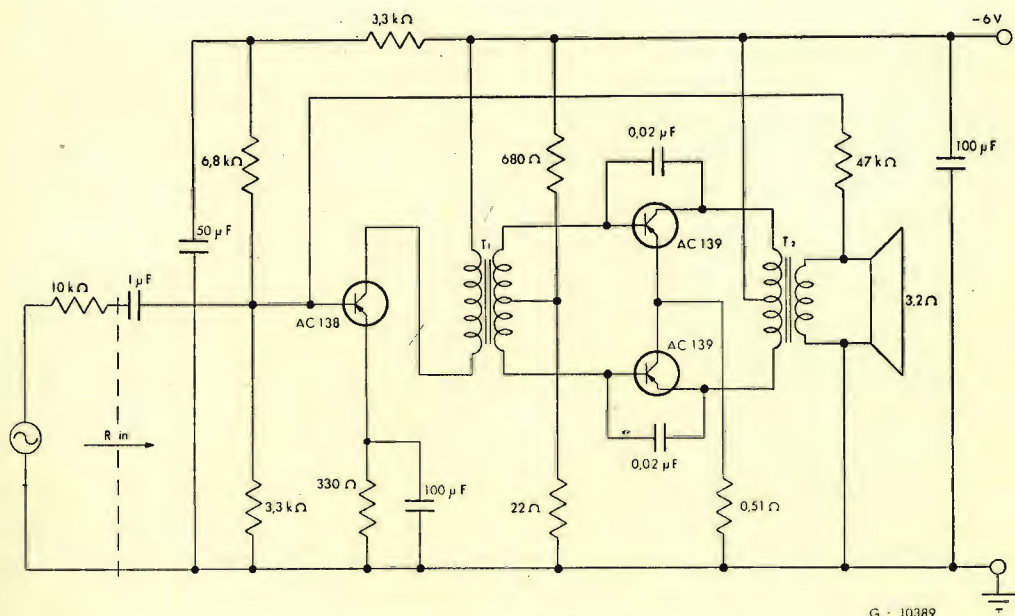 3,3 kΩ
−6V
6,8 kΩ
680 Ω
0,02 µF
47 kΩ
100 µF
50 µF
AC 139
T1
T2
10 kΩ
1 µF
AC 138
3,2 Ω
AC 139
R in
0,02 µF
3,3 kΩ
330 Ω
100 µF
22 Ω
0,51 Ω
G - 10389